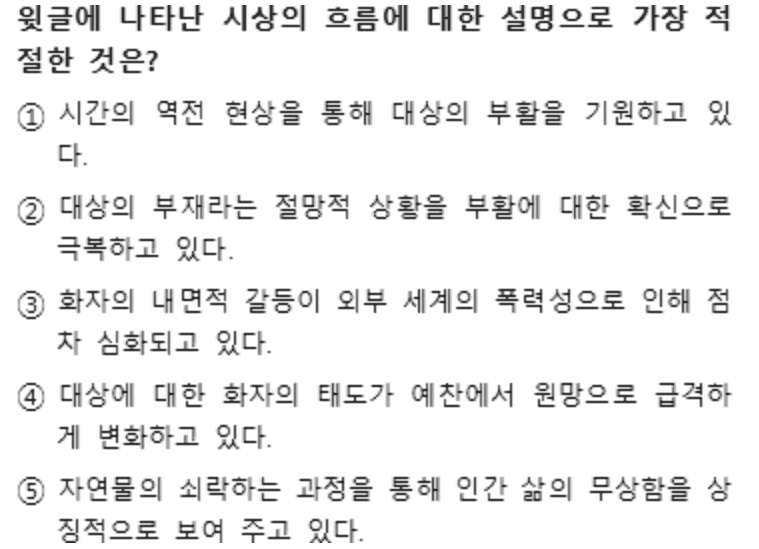 윗글에 나타난 시상의 흐름에 대한 설명으로 가장 적
절한 것은?
① 시간의 역전 현상을 통해 대상의 부활을 기원하고 있
다.
② 대상의 부재라는 절망적 상황을 부활에 대한 확신으로
극복하고 있다.
③ 화자의 내면적 갈등이 외부 세계의 폭력성으로 인해 점
차 심화되고 있다.
④ 대상에 대한 화자의 태도가 예찬에서 원망으로 급격하
게 변화하고 있다.
⑤ 자연물의 쇠락하는 과정을 통해 인간 삶의 무상함을 상
징적으로 보여 주고 있다.